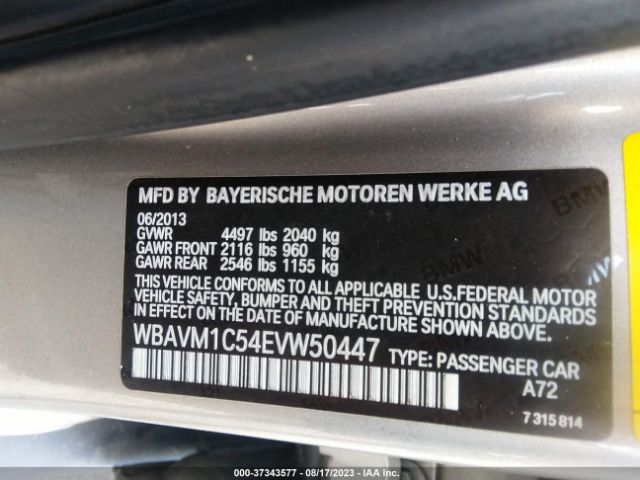 MFD BY BAYERISCHE MOTOREN WERKE AG
06/2013
GVWR 4497 lbs 2040 kg
GAWR FRONT 2116 lbs 960 kg
GAWR REAR 2546 lbs 1155 kg
THIS VEHICLE CONFORMS TO ALL APPLICABLE U.S.FEDERAL MOTOR
VEHICLE SAFETY, BUMPER AND THEFT PREVENTION STANDARDS
IN EFFECT ON THE DATE OF MANUFACTURE SHOWN ABOVE.
WBAVM1C54EVW50447 TYPE: PASSENGER CAR
A72
7 315 814
BMW
BMW
000-37343577 - 08/17/2023 - IAA Inc.